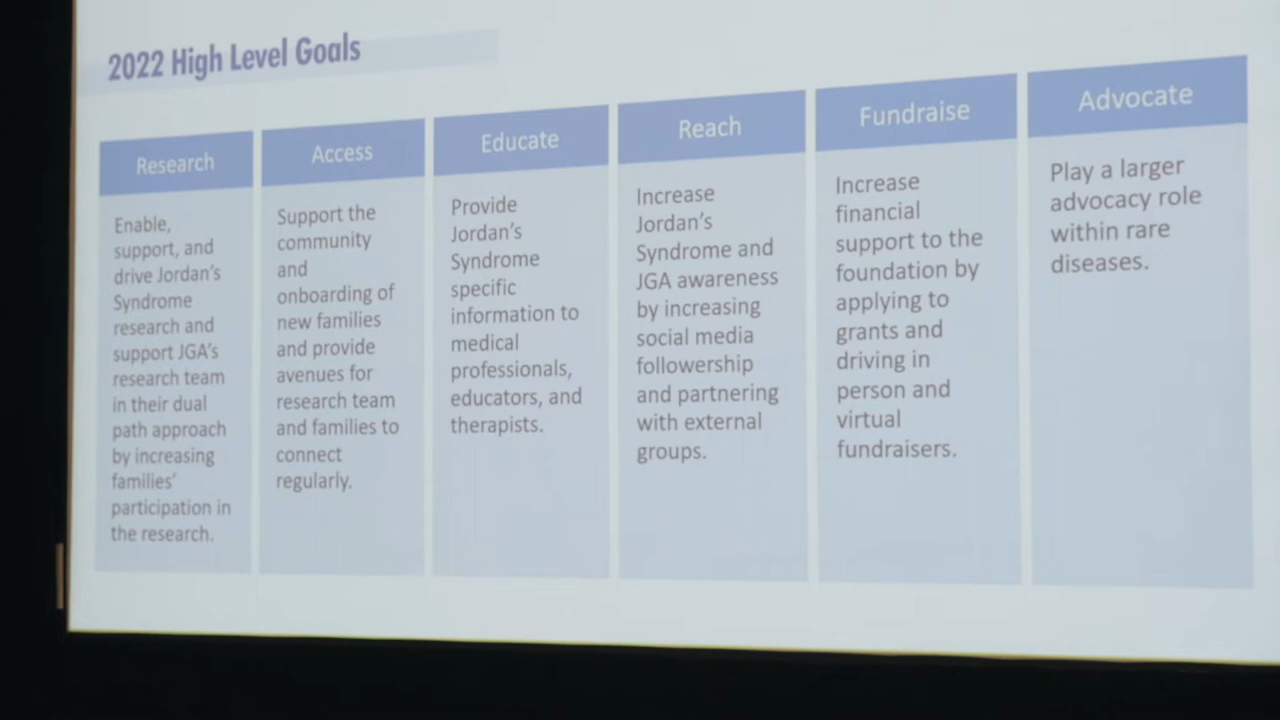 2022 High Level Goals
Research
Enable,
support, and
drive Jordan's
Syndrome
research and
support JGA's
research team
in their dual
path approach
by increasing
families'
participation in
the research.
Access
Support the
community
and
onboarding of
new families
and provide
avenues for
research team
and families to
connect
regularly.
Educate
Provide
Jordan's
Syndrome
specific
information to
medical
professionals,
educators, and
therapists.
Reach
Increase
Jordan's
Syndrome and
JGA awareness
by increasing
social media
followership
and partnering
with external
groups.
Fundraise
Increase
financial
support to the
foundation by
applying to
grants and
driving in
person and
virtual
fundraisers.
Advocate
Play a larger
advocacy role
within rare
diseases.